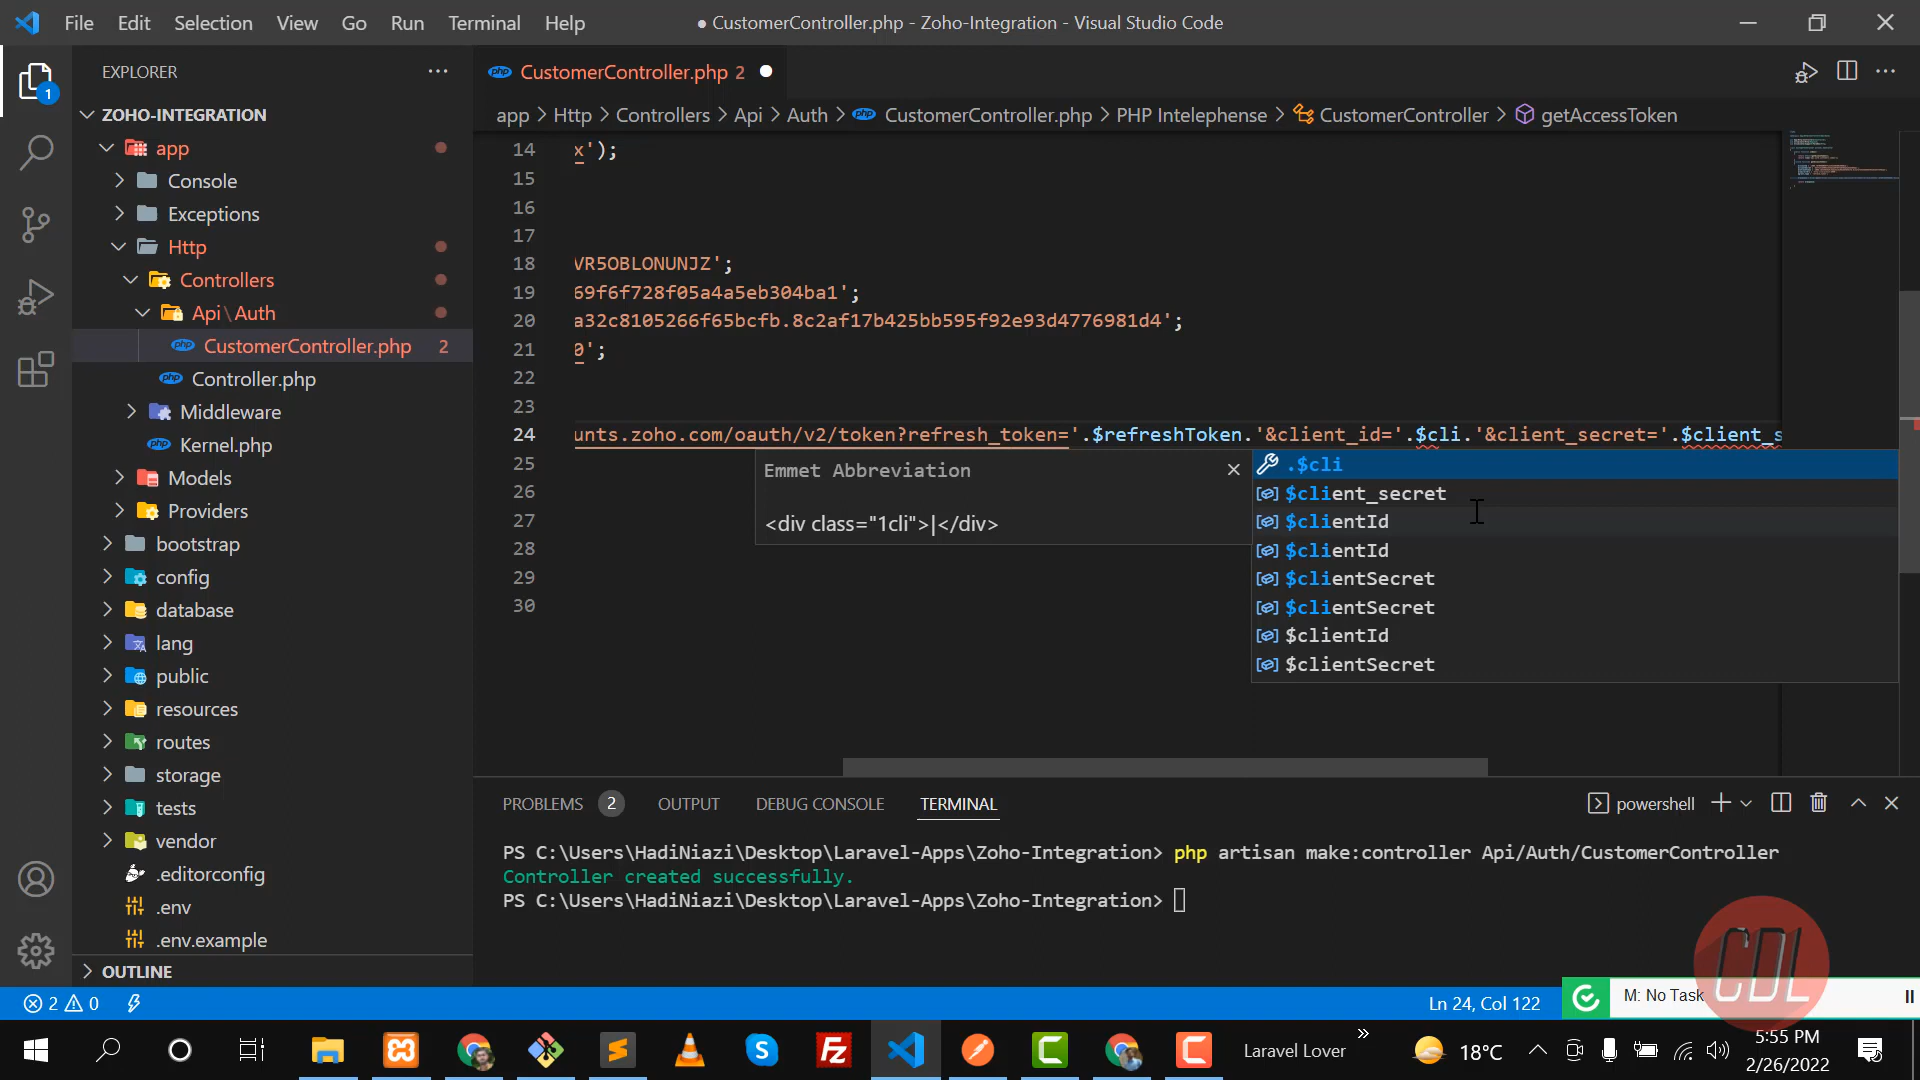 File Edit Selection View Go Run Terminal Help
● CustomerController.php - Zoho-Integration - Visual Studio Code
EXPLORER
1
ZOHO-INTEGRATION
app
Console
Exceptions
Http
Controllers
Api\Auth
CustomerController.php 2
Controller.php
Middleware
Kernel.php
Models
Providers
bootstrap
config
database
lang
public
resources
routes
storage
tests
vendor
.editorconfig
.env
.env.example
OUTLINE
php CustomerController.php 2
app > Http > Controllers > Api > Auth > php CustomerController.php > PHP Intelephense > CustomerController > getAccessToken
14 x');
15
16
17
18 VR5OBLONUNJZ';
19 69f6f728f05a4a5eb304ba1';
20 a32c8105266f65bcfb.8c2af17b425bb595f92e93d4776981d4';
21 0';
22
23
24 unts.zoho.com/oauth/v2/token?refresh_token='.$refreshToken.'&client_id='.$cli.'&client_secret='.$client_s
25
26
27
28
29
30
Emmet Abbreviation
<div class="1cli">|</div>
.$cli
$client_secret
$clientId
$clientId
$clientSecret
$clientSecret
$clientId
$clientSecret
PROBLEMS 2 OUTPUT DEBUG CONSOLE TERMINAL
powershell
PS C:\Users\HadiNiazi\Desktop\Laravel-Apps\Zoho-Integration> php artisan make:controller Api/Auth/CustomerController
Controller created successfully.
PS C:\Users\HadiNiazi\Desktop\Laravel-Apps\Zoho-Integration>
CDL
2 0
Ln 24, Col 122
M: No Task
Laravel Lover
18°C
5:55 PM
2/26/2022